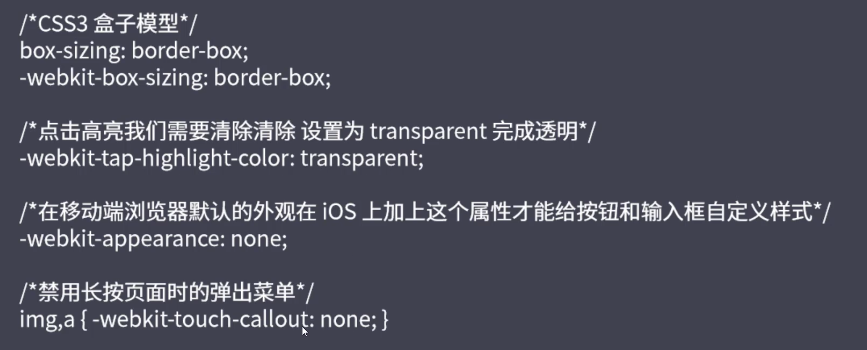 /*CSS3 盒子模型*/
box-sizing: border-box;
-webkit-box-sizing: border-box;
/*点击高亮我们需要清除清除 设置为 transparent 完成透明*/
-webkit-tap-highlight-color: transparent;
/*在移动端浏览器默认的外观在 iOS 上加上这个属性才能给按钮和输入框自定义样式*/
-webkit-appearance: none;
/*禁用长按页面时的弹出菜单*/
img,a { -webkit-touch-callout: none; }